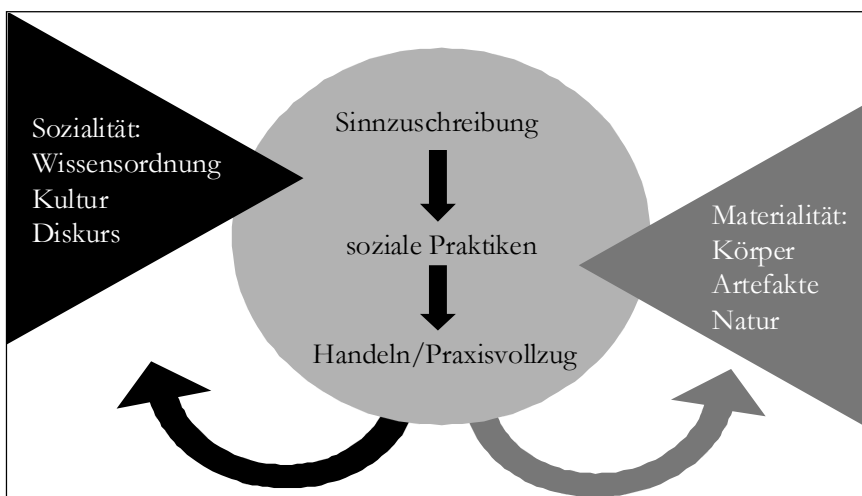 Sozialität:
Wissensordnung
Kultur
Diskurs
Sinnzuschreibung
soziale Praktiken
Handeln/Praxisvollzug
Materialität:
Körper
Artefakte
Natur